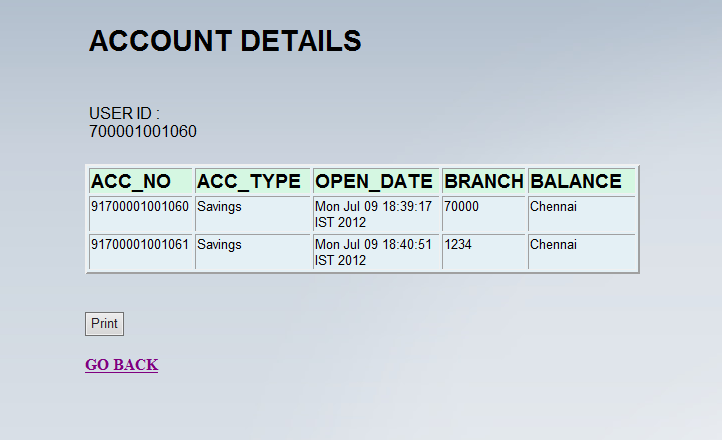 ACCOUNT DETAILS
USER ID :
700001001060
ACC_NO ACC_TYPE OPEN_DATE BRANCH BALANCE
91700001001060 Savings Mon Jul 09 18:39:17 70000 Chennai
IST 2012
91700001001061 Savings Mon Jul 09 18:40:51 1234 Chennai
IST 2012
Print
GO BACK